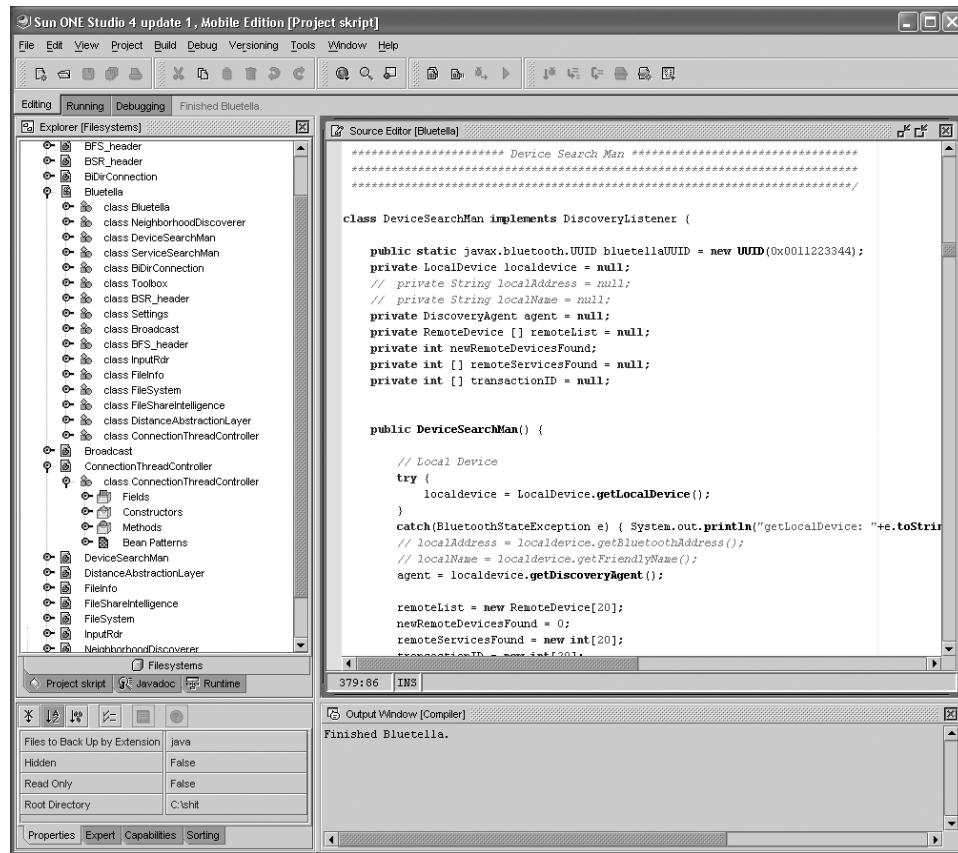 Sun ONE Studio 4 update 1, Mobile Edition [Project skript]
File Edit View Project Build Debug Versioning Tools Window Help
Editing Running Debugging Finished Bluetella.
Explorer [Filesystems]
BFS_header
BSR_header
BiDirConnection
Bluetella
class Bluetella
class NeighborhoodDiscoverer
class DeviceSearchMan
class ServiceSearchMan
class BiDirConnection
class Toolbox
class BSR_header
class Settings
class Broadcast
class BFS_header
class InputRdr
class FileInfo
class FileSystem
class FileShareIntelligence
class DistanceAbstractionLayer
class ConnectionThreadController
Broadcast
ConnectionThreadController
class ConnectionThreadController
Fields
Constructors
Methods
Bean Patterns
DeviceSearchMan
DistanceAbstractionLayer
FileInfo
FileShareIntelligence
FileSystem
InputRdr
NeighborhoodDiscoverer
Filesystems
Project skript Javadoc Runtime
Files to Back Up by Extension java
Hidden False
Read Only False
Root Directory C:\shit
Properties Expert Capabilities Sorting
Source Editor [Bluetella]
*********************** Device Search Man **********************************
****************************************************************************
***************************************************************************/
class DeviceSearchMan implements DiscoveryListener {
public static javax.bluetooth.UUID bluetellaUUID = new UUID(0x0011223344);
private LocalDevice localdevice = null;
// private String localAddress = null;
// private String localName = null;
private DiscoveryAgent agent = null;
private RemoteDevice [] remoteList = null;
private int newRemoteDevicesFound;
private int [] remoteServicesFound = null;
private int [] transactionID = null;
public DeviceSearchMan() {
// Local Device
try {
localdevice = LocalDevice.getLocalDevice();
}
catch(BluetoothStateException e) { System.out.println("getLocalDevice: "+e.toStrin
// localAddress = localdevice.getBluetoothAddress();
// localName = localdevice.getFriendlyName();
agent = localdevice.getDiscoveryAgent();
remoteList = new RemoteDevice[20];
newRemoteDevicesFound = 0;
remoteServicesFound = new int[20];
transactionID = new int[20];
379:86 INS
Output Window [Compiler]
Finished Bluetella.